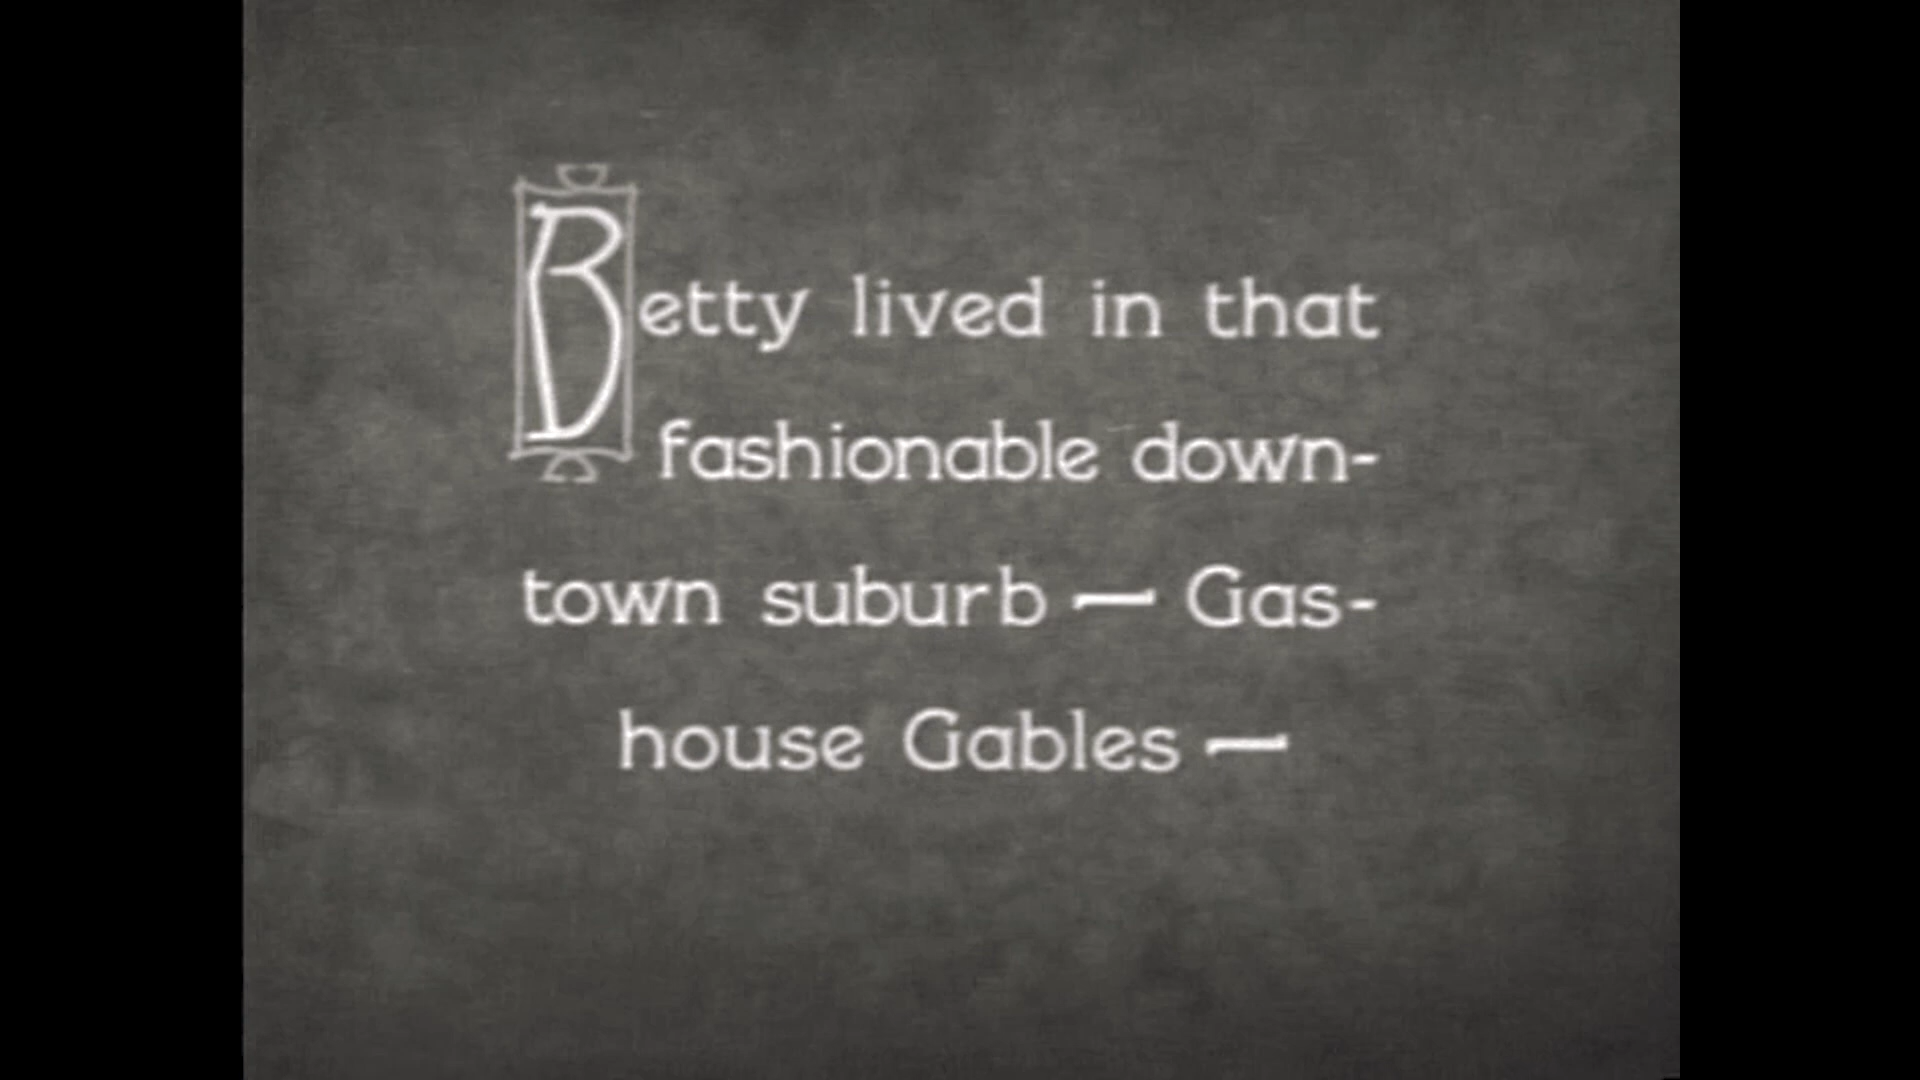 Betty lived in that
fashionable down-
town suburb — Gas-
house Gables —